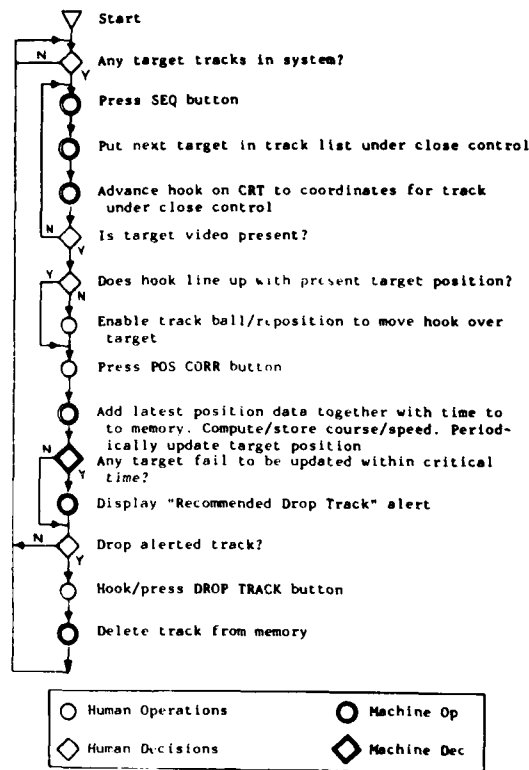 Start
N
Any target tracks in system?
Y
Press SEQ button
Put next target in track list under close control
Advance hook on CRT to coordinates for track
under close control
N
Is target video present?
Y
Y
Does hook line up with present target position?
N
Enable track ball/reposition to move hook over
target
Press POS CORR button
Add latest position data together with time to
to memory. Compute/store course/speed. Period-
ically update target position
N
Any target fail to be updated within critical
Y
time?
Display "Recommended Drop Track" alert
N
Drop alerted track?
Y
Hook/press DROP TRACK button
Delete track from memory
Human Operations
Machine Op
Human Decisions
Machine Dec